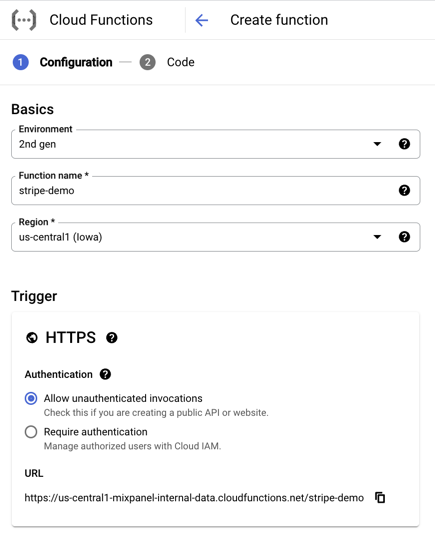 Cloud Functions
Create function
1 Configuration — 2 Code
Basics
Environment
2nd gen
Function name *
stripe-demo
Region *
us-central1 (Iowa)
Trigger
HTTPS
Authentication
Allow unauthenticated invocations
Check this if you are creating a public API or website.
Require authentication
Manage authorized users with Cloud IAM.
URL
https://us-central1-mixpanel-internal-data.cloudfunctions.net/stripe-demo